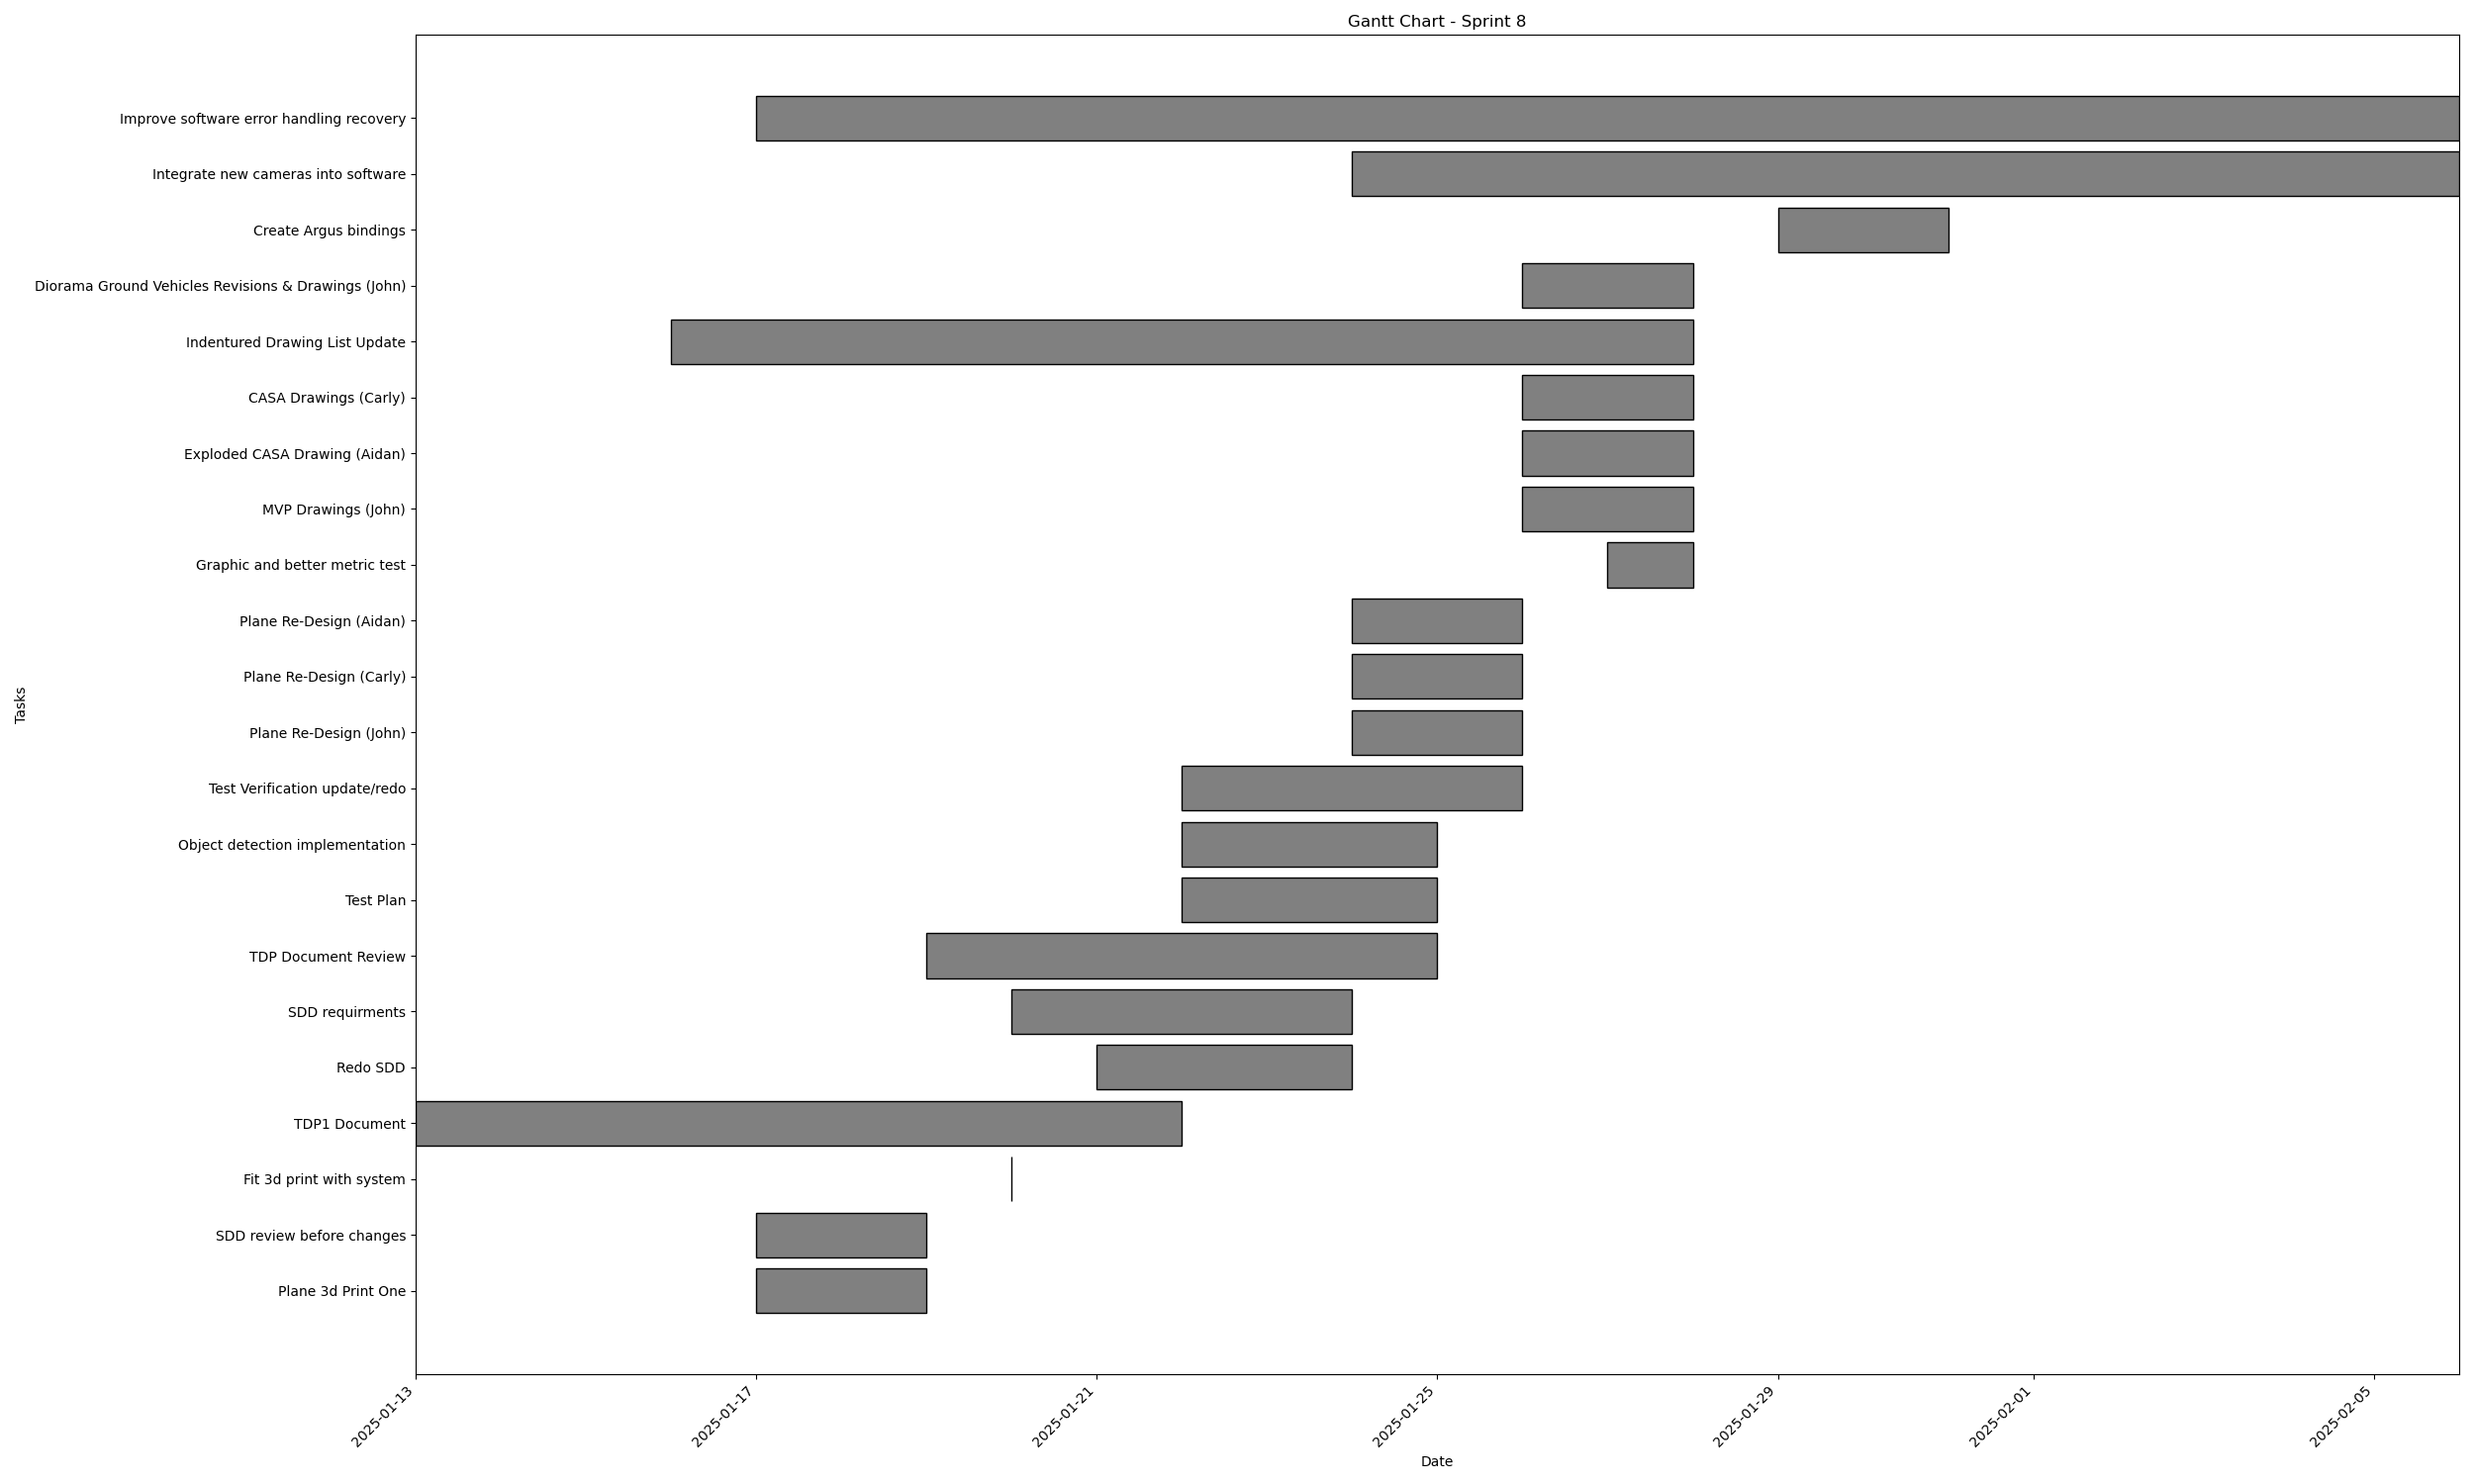 Gantt Chart - Sprint 8
Improve software error handling recovery
Integrate new cameras into software
Create Argus bindings
Diorama Ground Vehicles Revisions & Drawings (John)
Indentured Drawing List Update
CASA Drawings (Carly)
Exploded CASA Drawing (Aidan)
MVP Drawings (John)
Graphic and better metric test
Plane Re-Design (Aidan)
Plane Re-Design (Carly)
Plane Re-Design (John)
Test Verification update/redo
Object detection implementation
Test Plan
TDP Document Review
SDD requirments
Redo SDD
TDP1 Document
Fit 3d print with system
SDD review before changes
Plane 3d Print One
Tasks
2025-01-13
2025-01-17
2025-01-21
2025-01-25
2025-01-29
2025-02-01
2025-02-05
Date